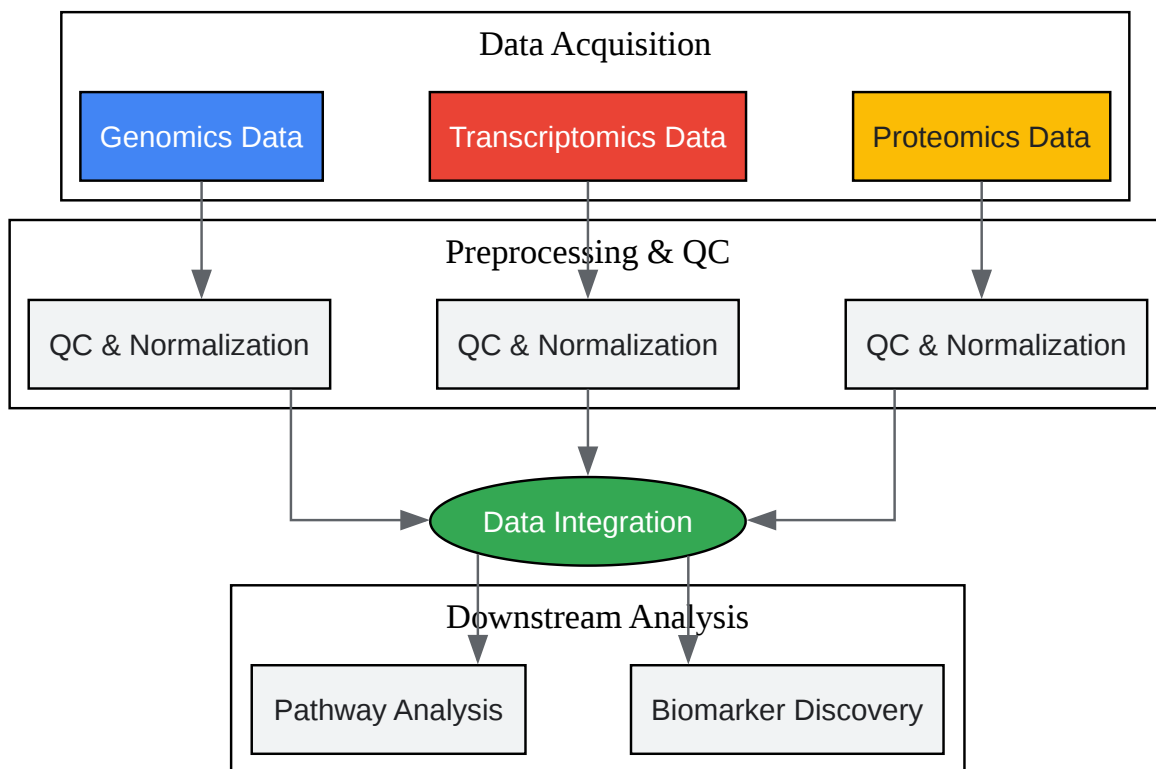 Data Acquisition
Genomics Data
Transcriptomics Data
Proteomics Data
Preprocessing & QC
QC & Normalization
QC & Normalization
QC & Normalization
Data Integration
Downstream Analysis
Pathway Analysis
Biomarker Discovery